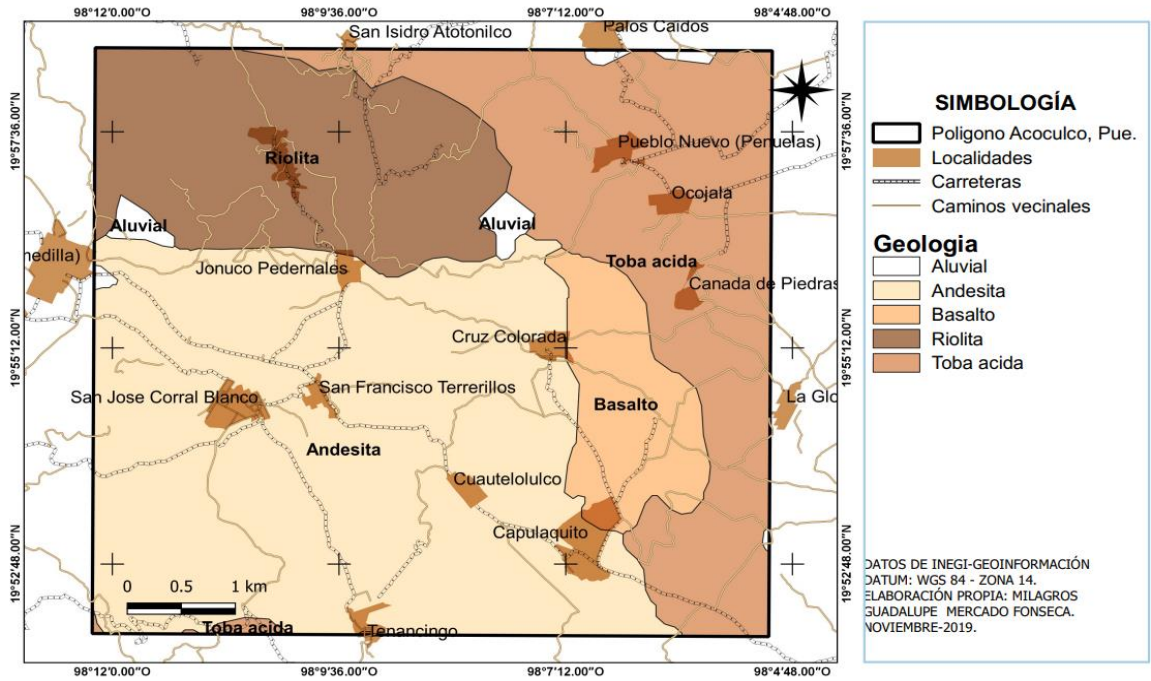 98°12'0.00"O 98°9'36.00"O 98°7'12.00"O 98°4'48.00"O
San Isidro Atotonilco
Palos Caidos
19°57'36.00"N
19°57'36.00"N
Riolita
Pueblo Nuevo (Penuelas)
Ocojala
Aluvial
Aluvial
nedilla) (
Jonuco Pedernales
Toba acida
Canada de Piedras
Cruz Colorada
19°55'12.00"N
19°55'12.00"N
San Jose Corral Blanco
San Francisco Terrerillos
Basalto
La Glo
Andesita
Cuautelolulco
Capulaquito
19°52'48.00"N
19°52'48.00"N
0 0.5 1 km
Toba acida
Tenancingo
98°12'0.00"O 98°9'36.00"O 98°7'12.00"O 98°4'48.00"O
SIMBOLOGÍA
Poligono Acoculco, Pue.
Localidades
Carreteras
Caminos vecinales
Geologia
Aluvial
Andesita
Basalto
Riolita
Toba acida
DATOS DE INEGI-GEOINFORMACIÓN
DATUM: WGS 84 - ZONA 14.
ELABORACIÓN PROPIA: MILAGROS
GUADALUPE MERCADO FONSECA.
NOVIEMBRE-2019.